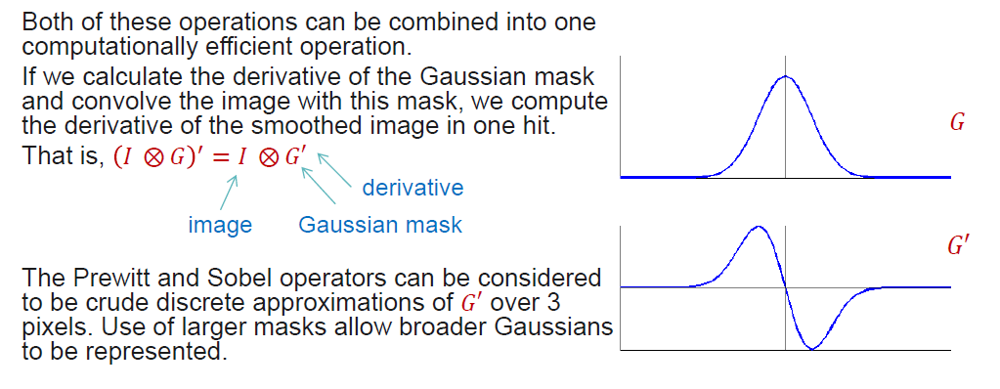 Both of these operations can be combined into one
computationally efficient operation.
If we calculate the derivative of the Gaussian mask
and convolve the image with this mask, we compute
the derivative of the smoothed image in one hit.
That is, (I ⊗ G)′ = I ⊗ G′
derivative
image Gaussian mask
The Prewitt and Sobel operators can be considered
to be crude discrete approximations of G′ over 3
pixels. Use of larger masks allow broader Gaussians
to be represented.
G
G′